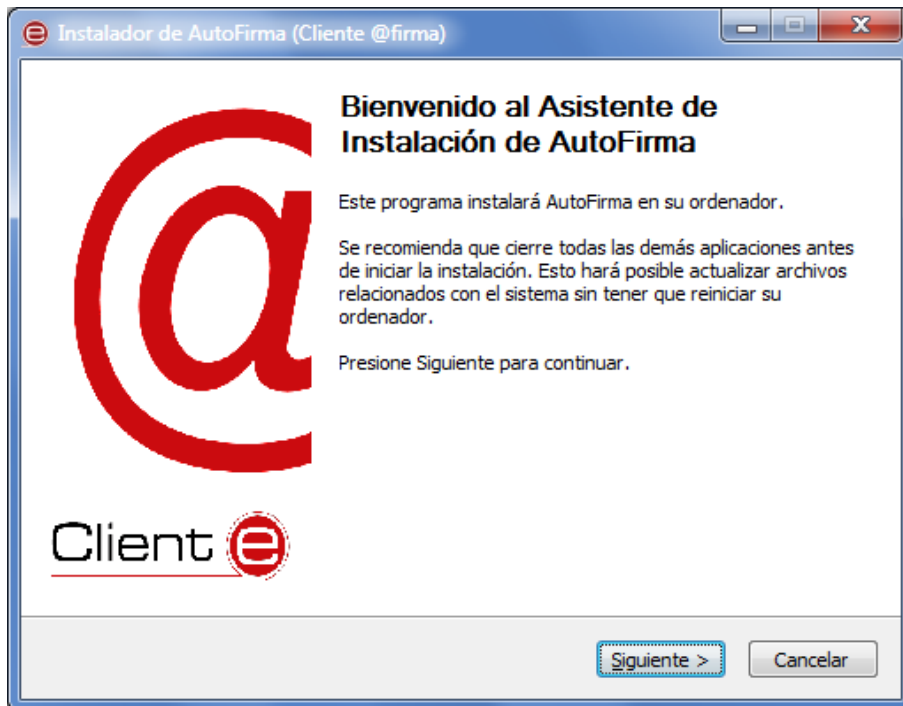 Instalador de AutoFirma (Cliente @firma)
Bienvenido al Asistente de
Instalación de AutoFirma
Este programa instalará AutoFirma en su ordenador.
Se recomienda que cierre todas las demás aplicaciones antes
de iniciar la instalación. Esto hará posible actualizar archivos
relacionados con el sistema sin tener que reiniciar su
ordenador.
Presione Siguiente para continuar.
@
Client e
Siguiente >
Cancelar